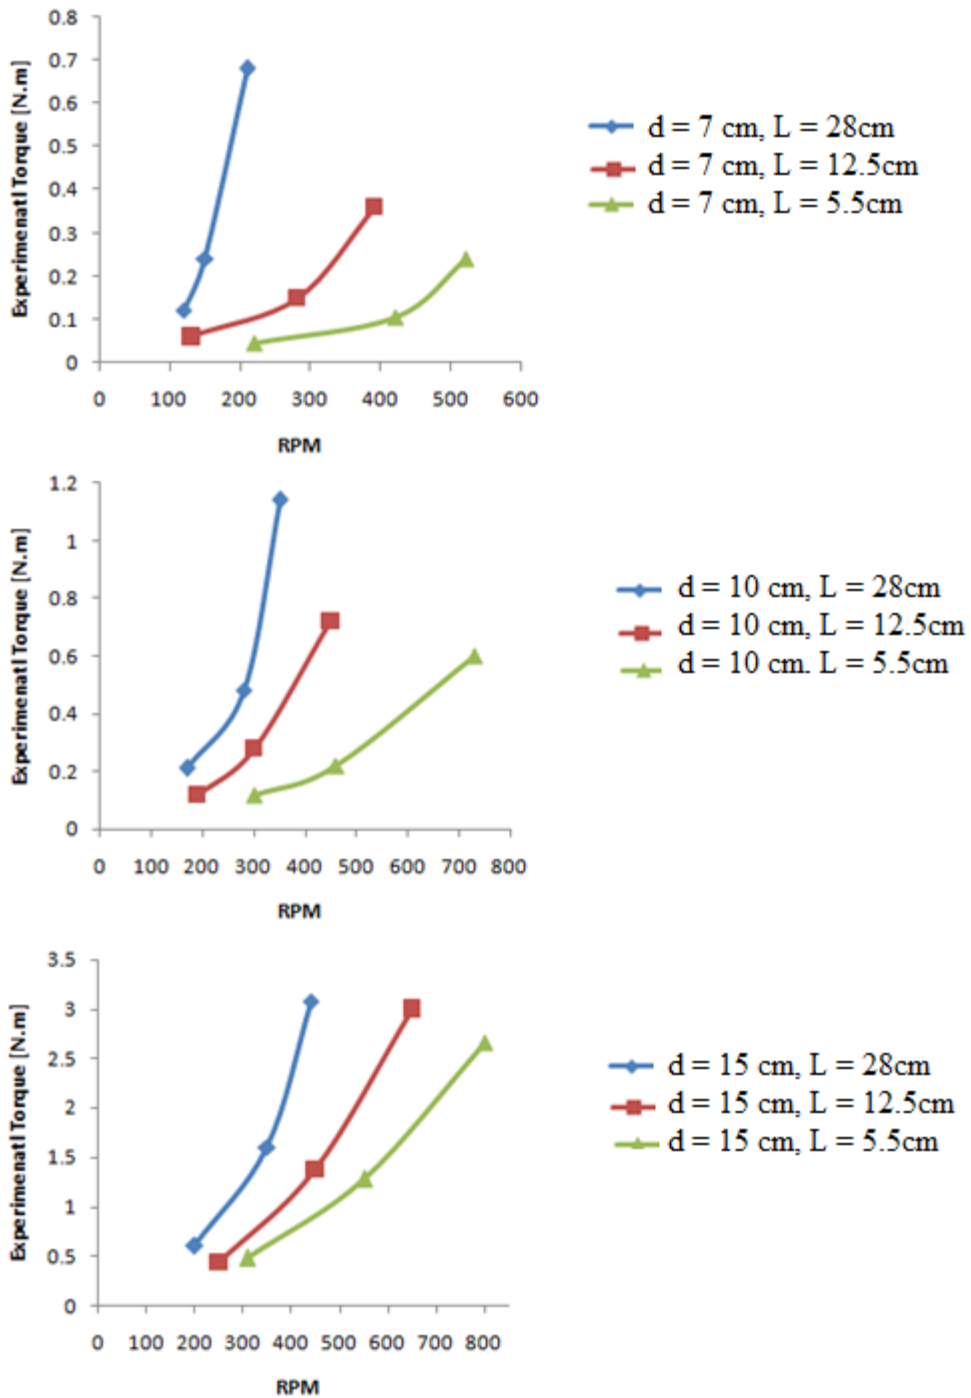 0.8
0.7
0.6
0.5
0.4
0.3
0.2
0.1
0
Experimenatl Torque [N.m]
0 100 200 300 400 500 600
RPM
d = 7 cm, L = 28cm
d = 7 cm, L = 12.5cm
d = 7 cm, L = 5.5cm
1.2
1
0.8
0.6
0.4
0.2
0
Experimenatl Torque [N.m]
0 100 200 300 400 500 600 700 800
RPM
d = 10 cm, L = 28cm
d = 10 cm, L = 12.5cm
d = 10 cm. L = 5.5cm
3.5
3
2.5
2
1.5
1
0.5
0
Experimenatl Torque [N.m]
0 100 200 300 400 500 600 700 800
RPM
d = 15 cm, L = 28cm
d = 15 cm, L = 12.5cm
d = 15 cm, L = 5.5cm